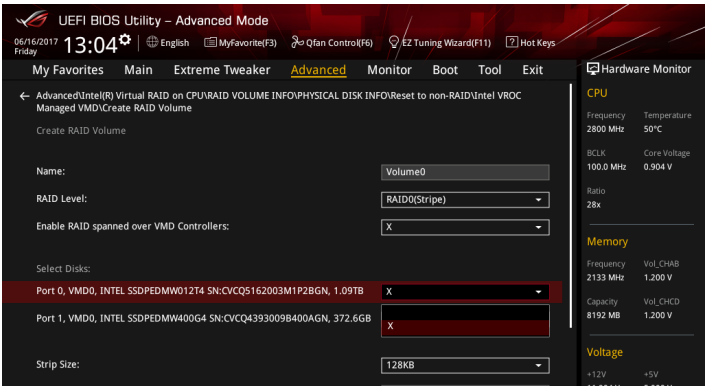 UEFI BIOS Utility – Advanced Mode
06/16/2017
Friday
13:04
English
MyFavorite(F3)
Qfan Control(F6)
EZ Tuning Wizard(F11)
Hot Keys
My Favorites Main Extreme Tweaker Advanced Monitor Boot Tool Exit
Advanced\Intel(R) Virtual RAID on CPU\RAID VOLUME INFO\PHYSICAL DISK INFO\Reset to non-RAID\Intel VROC
Managed VMD\Create RAID Volume
Create RAID Volume
Name: Volume0
RAID Level: RAID0(Stripe)
Enable RAID spanned over VMD Controllers: X
Select Disks:
Port 0, VMD0, INTEL SSDPEDMW012T4 SN:CVCQ5162003M1P2BGN, 1.09TB X
Port 1, VMD0, INTEL SSDPEDMW400G4 SN:CVCQ4393009B400AGN, 372.6GB X
Strip Size: 128KB
Hardware Monitor
CPU
Frequency Temperature
2800 MHz 50°C
BCLK Core Voltage
100.0 MHz 0.904 V
Ratio
28x
Memory
Frequency Vol_CHAB
2133 MHz 1.200 V
Capacity Vol_CHCD
8192 MB 1.200 V
Voltage
+12V +5V